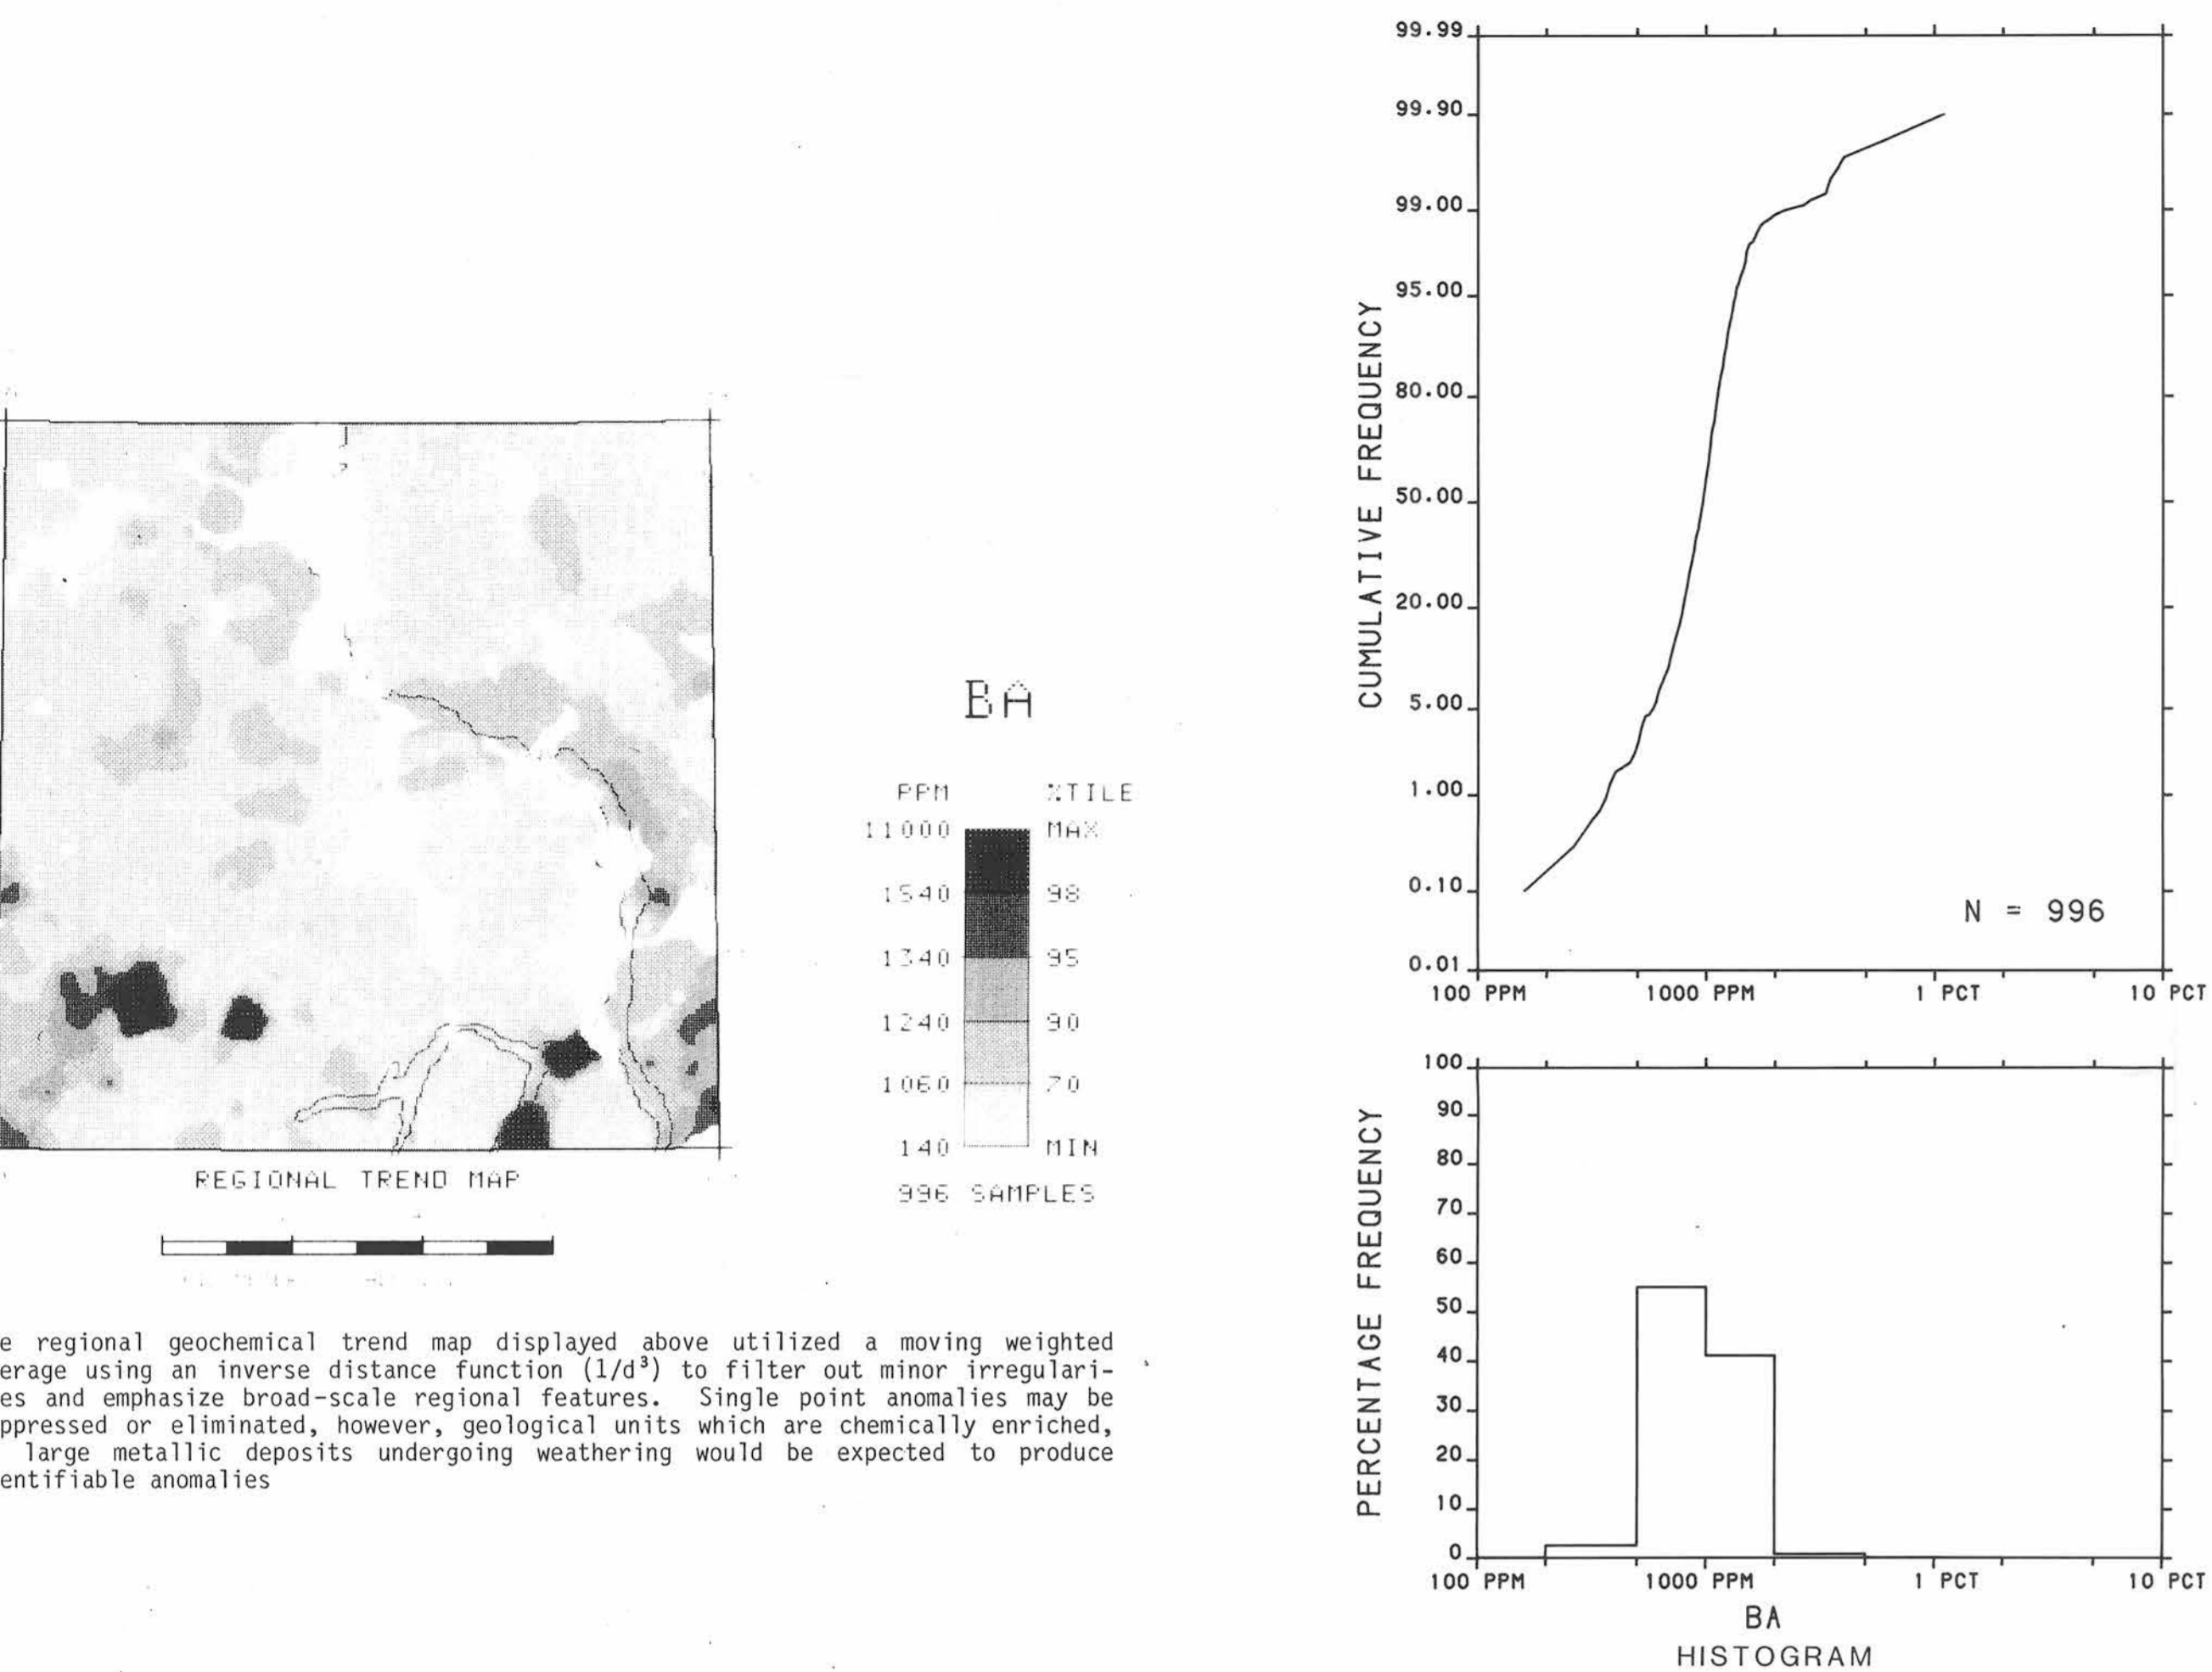 REGIONAL TREND MAP
e regional geochemical trend map displayed above utilized a moving weighted
erage using an inverse distance function (1/d³) to filter out minor irregulari-
es and emphasize broad-scale regional features. Single point anomalies may be
ppressed or eliminated, however, geological units which are chemically enriched,
large metallic deposits undergoing weathering would be expected to produce
entifiable anomalies
BA
PPM %TILE
11000 MAX
1540 98
1340 95
1240 90
1060 70
140 MIN
996 SAMPLES
CUMULATIVE FREQUENCY
99.99
99.90
99.00
95.00
80.00
50.00
20.00
5.00
1.00
0.10
0.01
N = 996
100 PPM 1000 PPM 1 PCT 10 PCT
PERCENTAGE FREQUENCY
100
90
80
70
60
50
40
30
20
10
0
100 PPM 1000 PPM 1 PCT 10 PCT
BA
HISTOGRAM